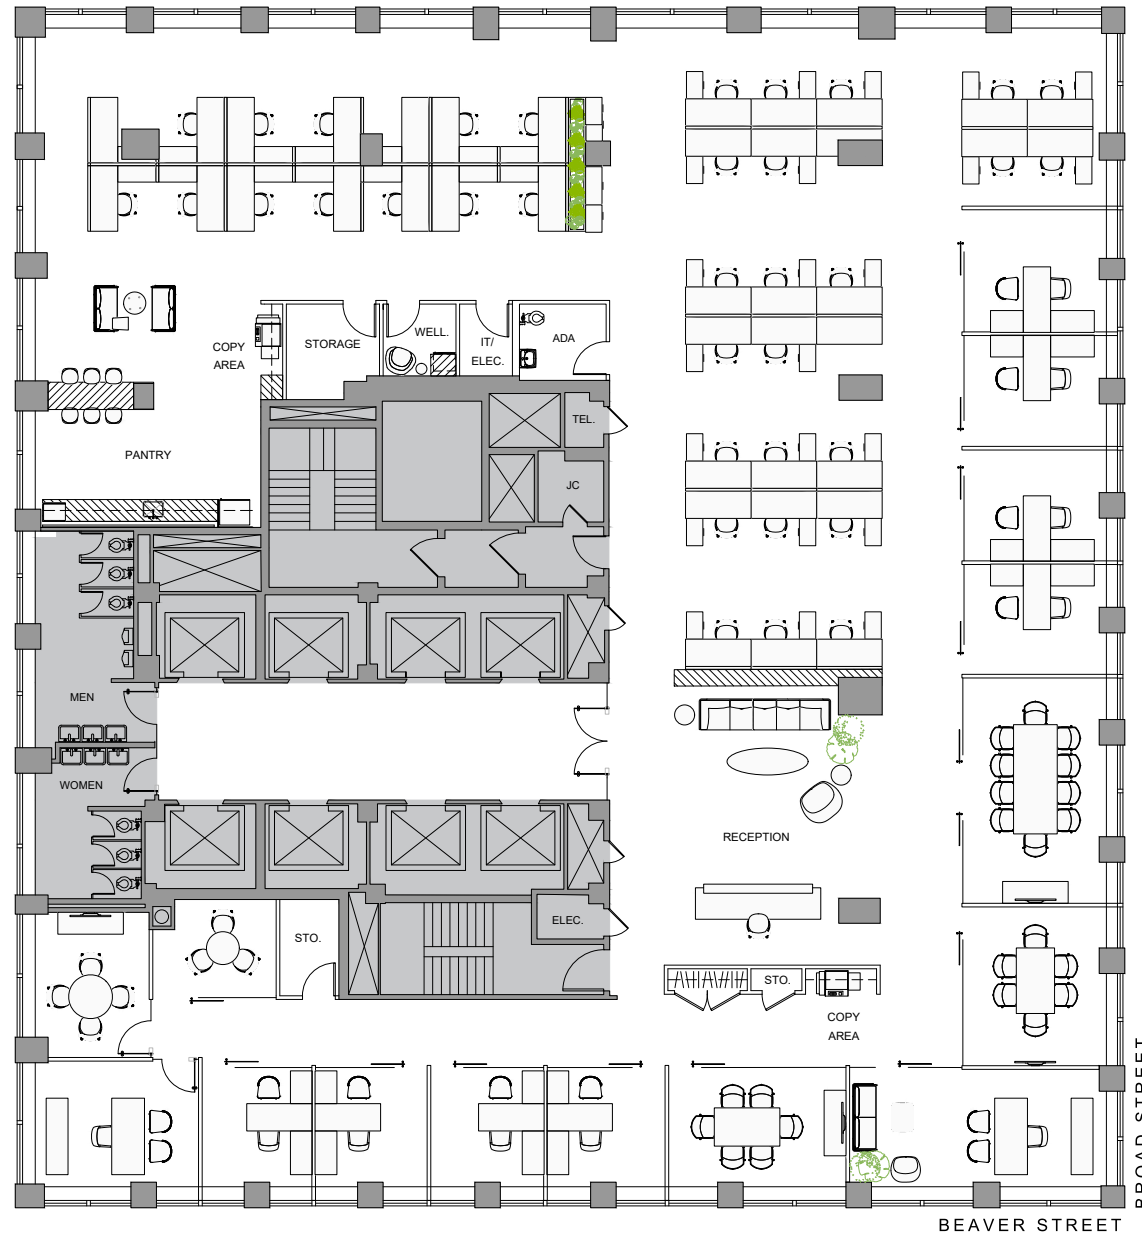 WELL.
STORAGE
IT/
ELEC.
ADA
COPY
AREA
TEL.
PANTRY
JC
MEN
WOMEN
RECEPTION
ELEC.
STO.
STO.
COPY
AREA
BROAD STREET
BEAVER STREET